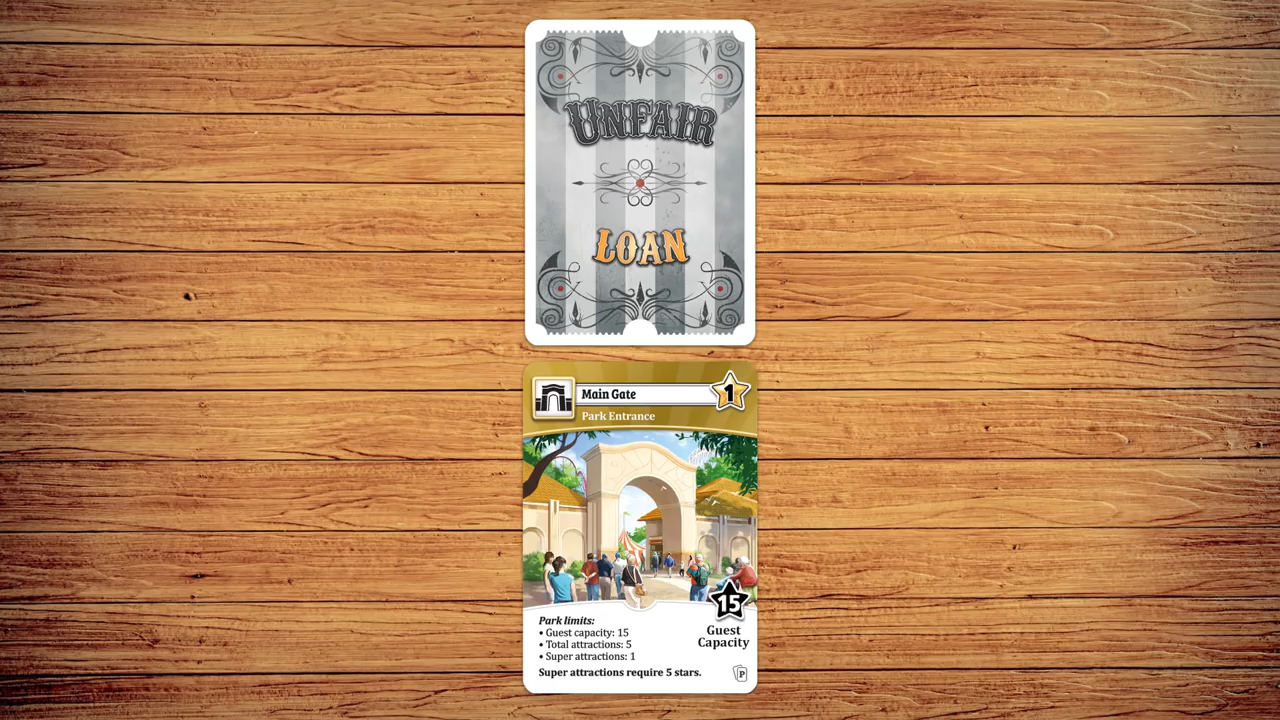 UNFAIR
LOAN
Main Gate
1
Park Entrance
15
Guest
Capacity
Park limits:
• Guest capacity: 15
• Total attractions: 5
• Super attractions: 1
Super attractions require 5 stars.
P